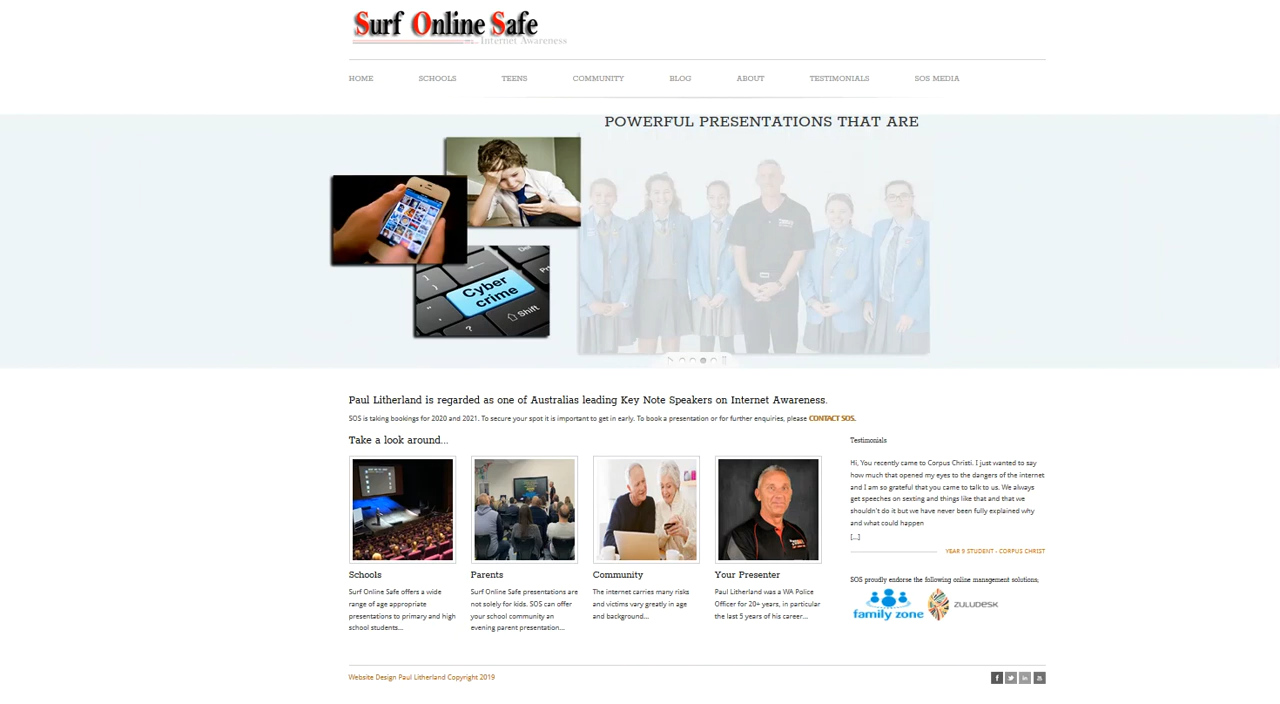 Surf Online Safe
Internet Awareness
HOME SCHOOLS TEENS COMMUNITY BLOG ABOUT TESTIMONIALS SOS MEDIA
POWERFUL PRESENTATIONS THAT ARE
Cyber
crime
Shift
Paul Litherland is regarded as one of Australias leading Key Note Speakers on Internet Awareness.
SOS is taking bookings for 2020 and 2021. To secure your spot it is important to get in early. To book a presentation or for further enquiries, please CONTACT SOS.
Take a look around...
Schools
Surf Online Safe offers a wide
range of age appropriate
presentations to primary and high
school students...
Parents
Surf Online Safe presentations are
not solely for kids. SOS can offer
your school community an
evening parent presentation...
Community
The internet carries many risks
and victims vary greatly in age
and background...
Your Presenter
Paul Litherland was a WA Police
Officer for 20+ years, in particular
the last 5 years of his career...
Testimonials
Hi, You recently came to Corpus Christi. I just wanted to say
how much that opened my eyes to the dangers of the internet
and I am so grateful that you came to talk to us. We always
get speeches on sexting and things like that and that we
shouldn't do it but we have never been fully explained why
and what could happen
[...]
YEAR 9 STUDENT - CORPUS CHRIST
SOS proudly endorse the following online management solutions;
family zone
ZULUDESK
Website Design Paul Litherland Copyright 2019